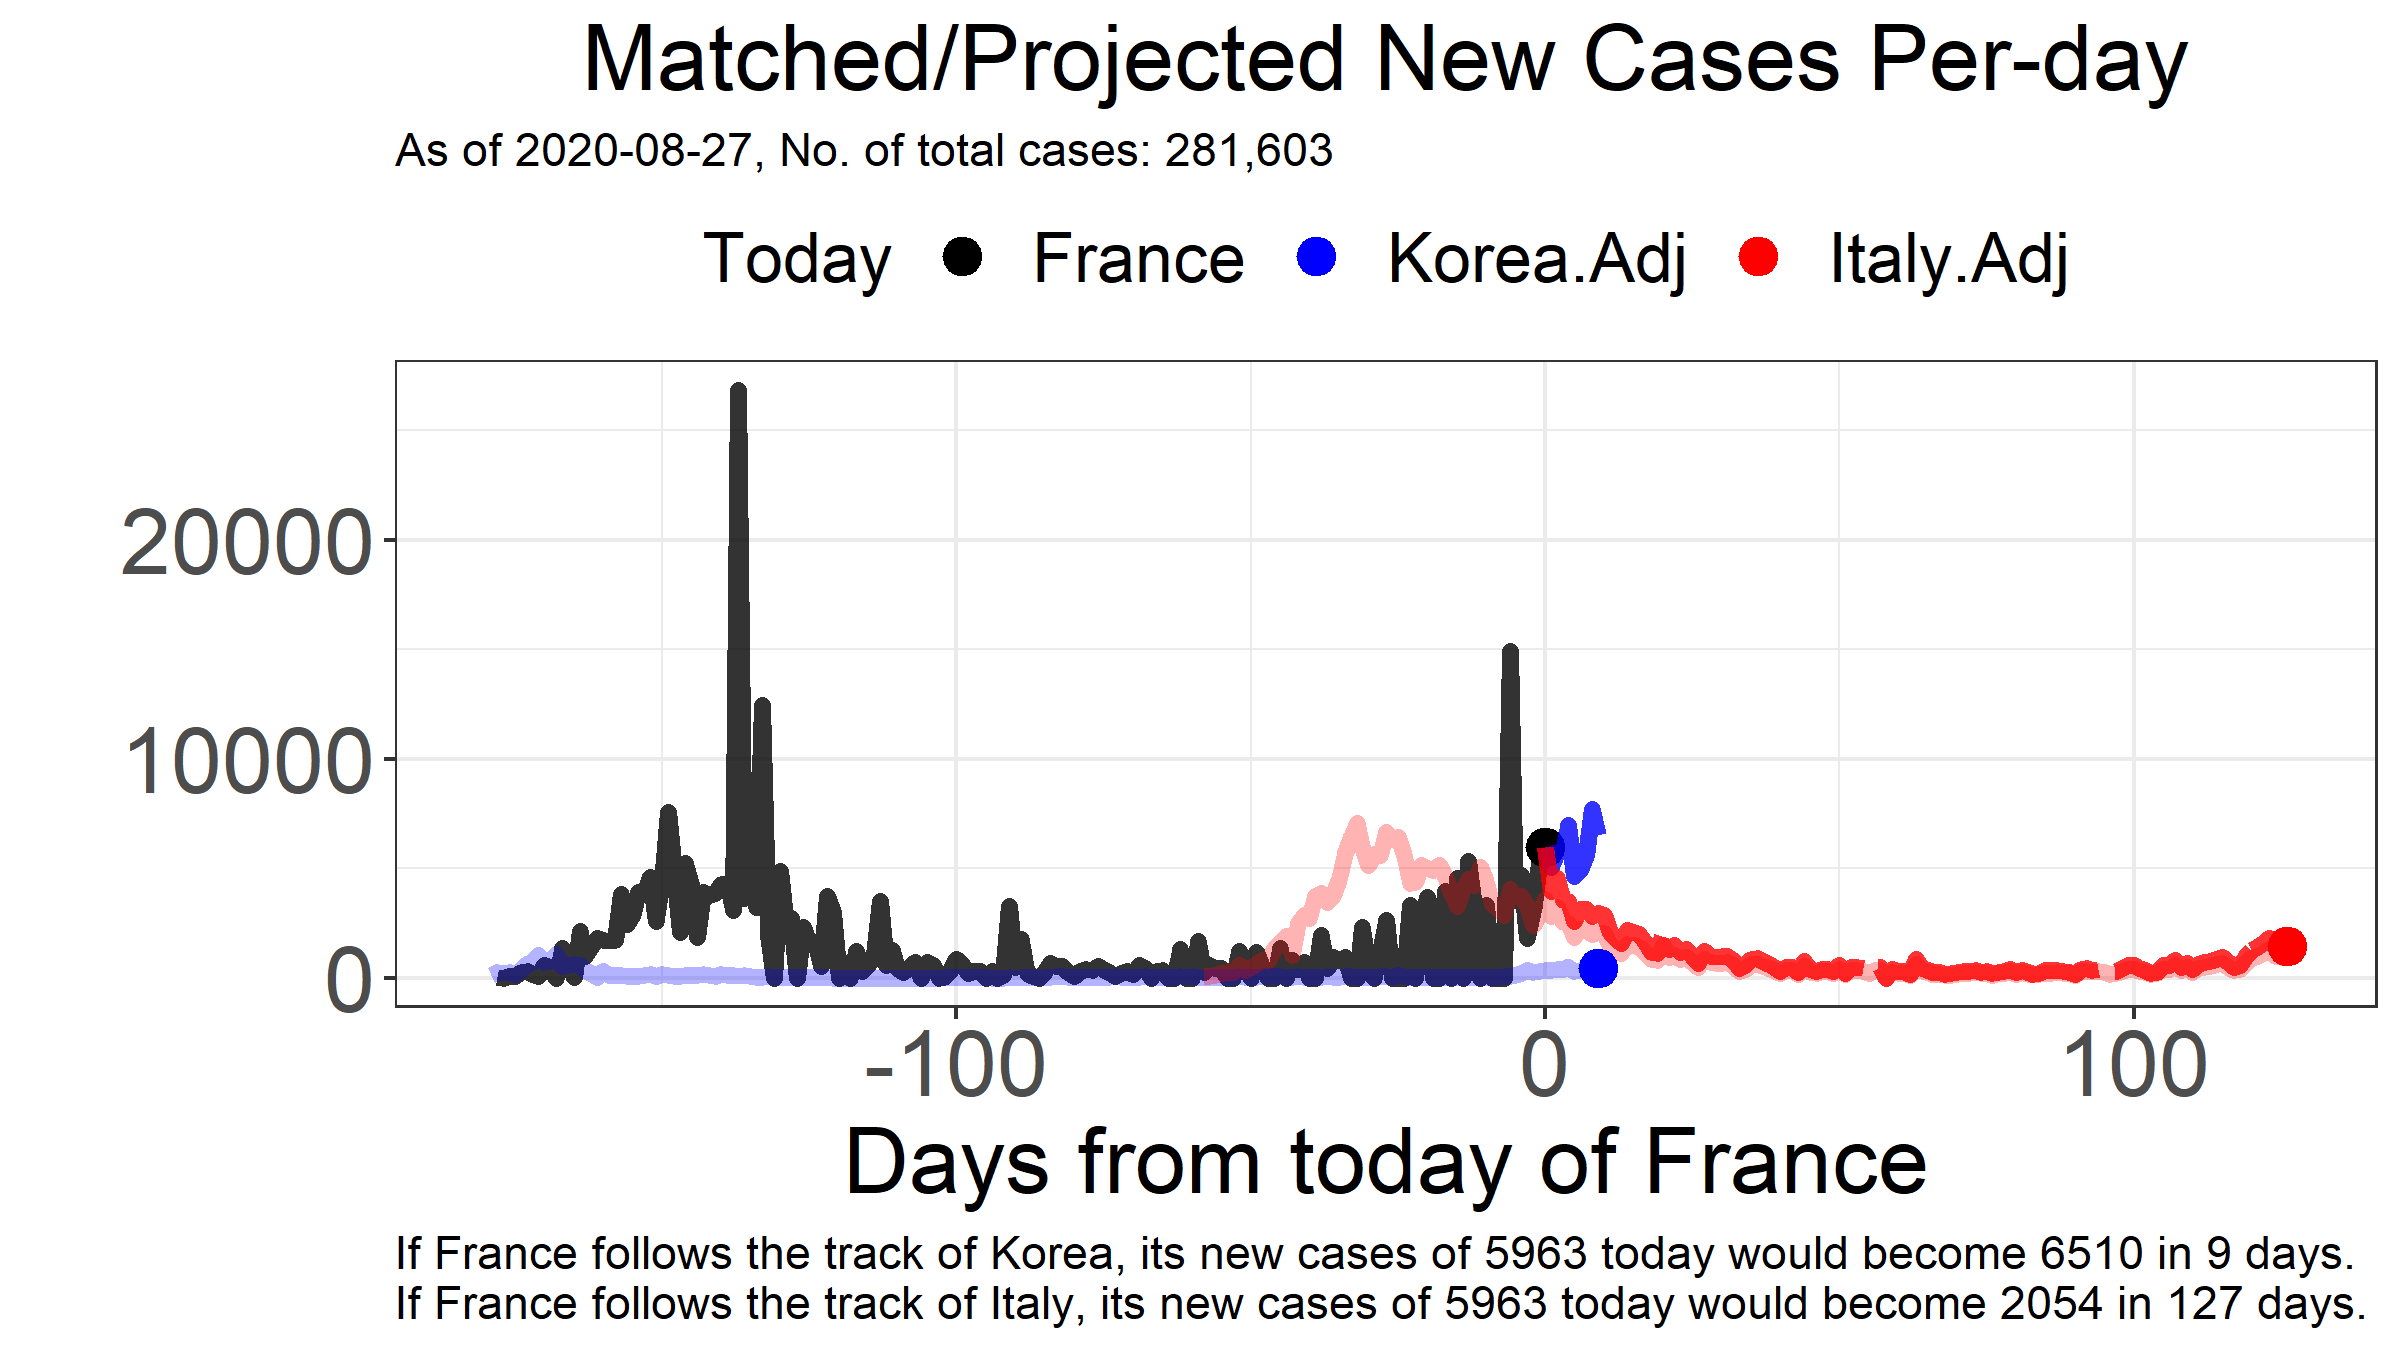 Matched/Projected New Cases Per-day
As of 2020-08-27, No. of total cases: 281,603
Today France Korea.Adj Italy.Adj
20000
10000
0
-100 0 100
Days from today of France
If France follows the track of Korea, its new cases of 5963 today would become 6510 in 9 days.
If France follows the track of Italy, its new cases of 5963 today would become 2054 in 127 days.